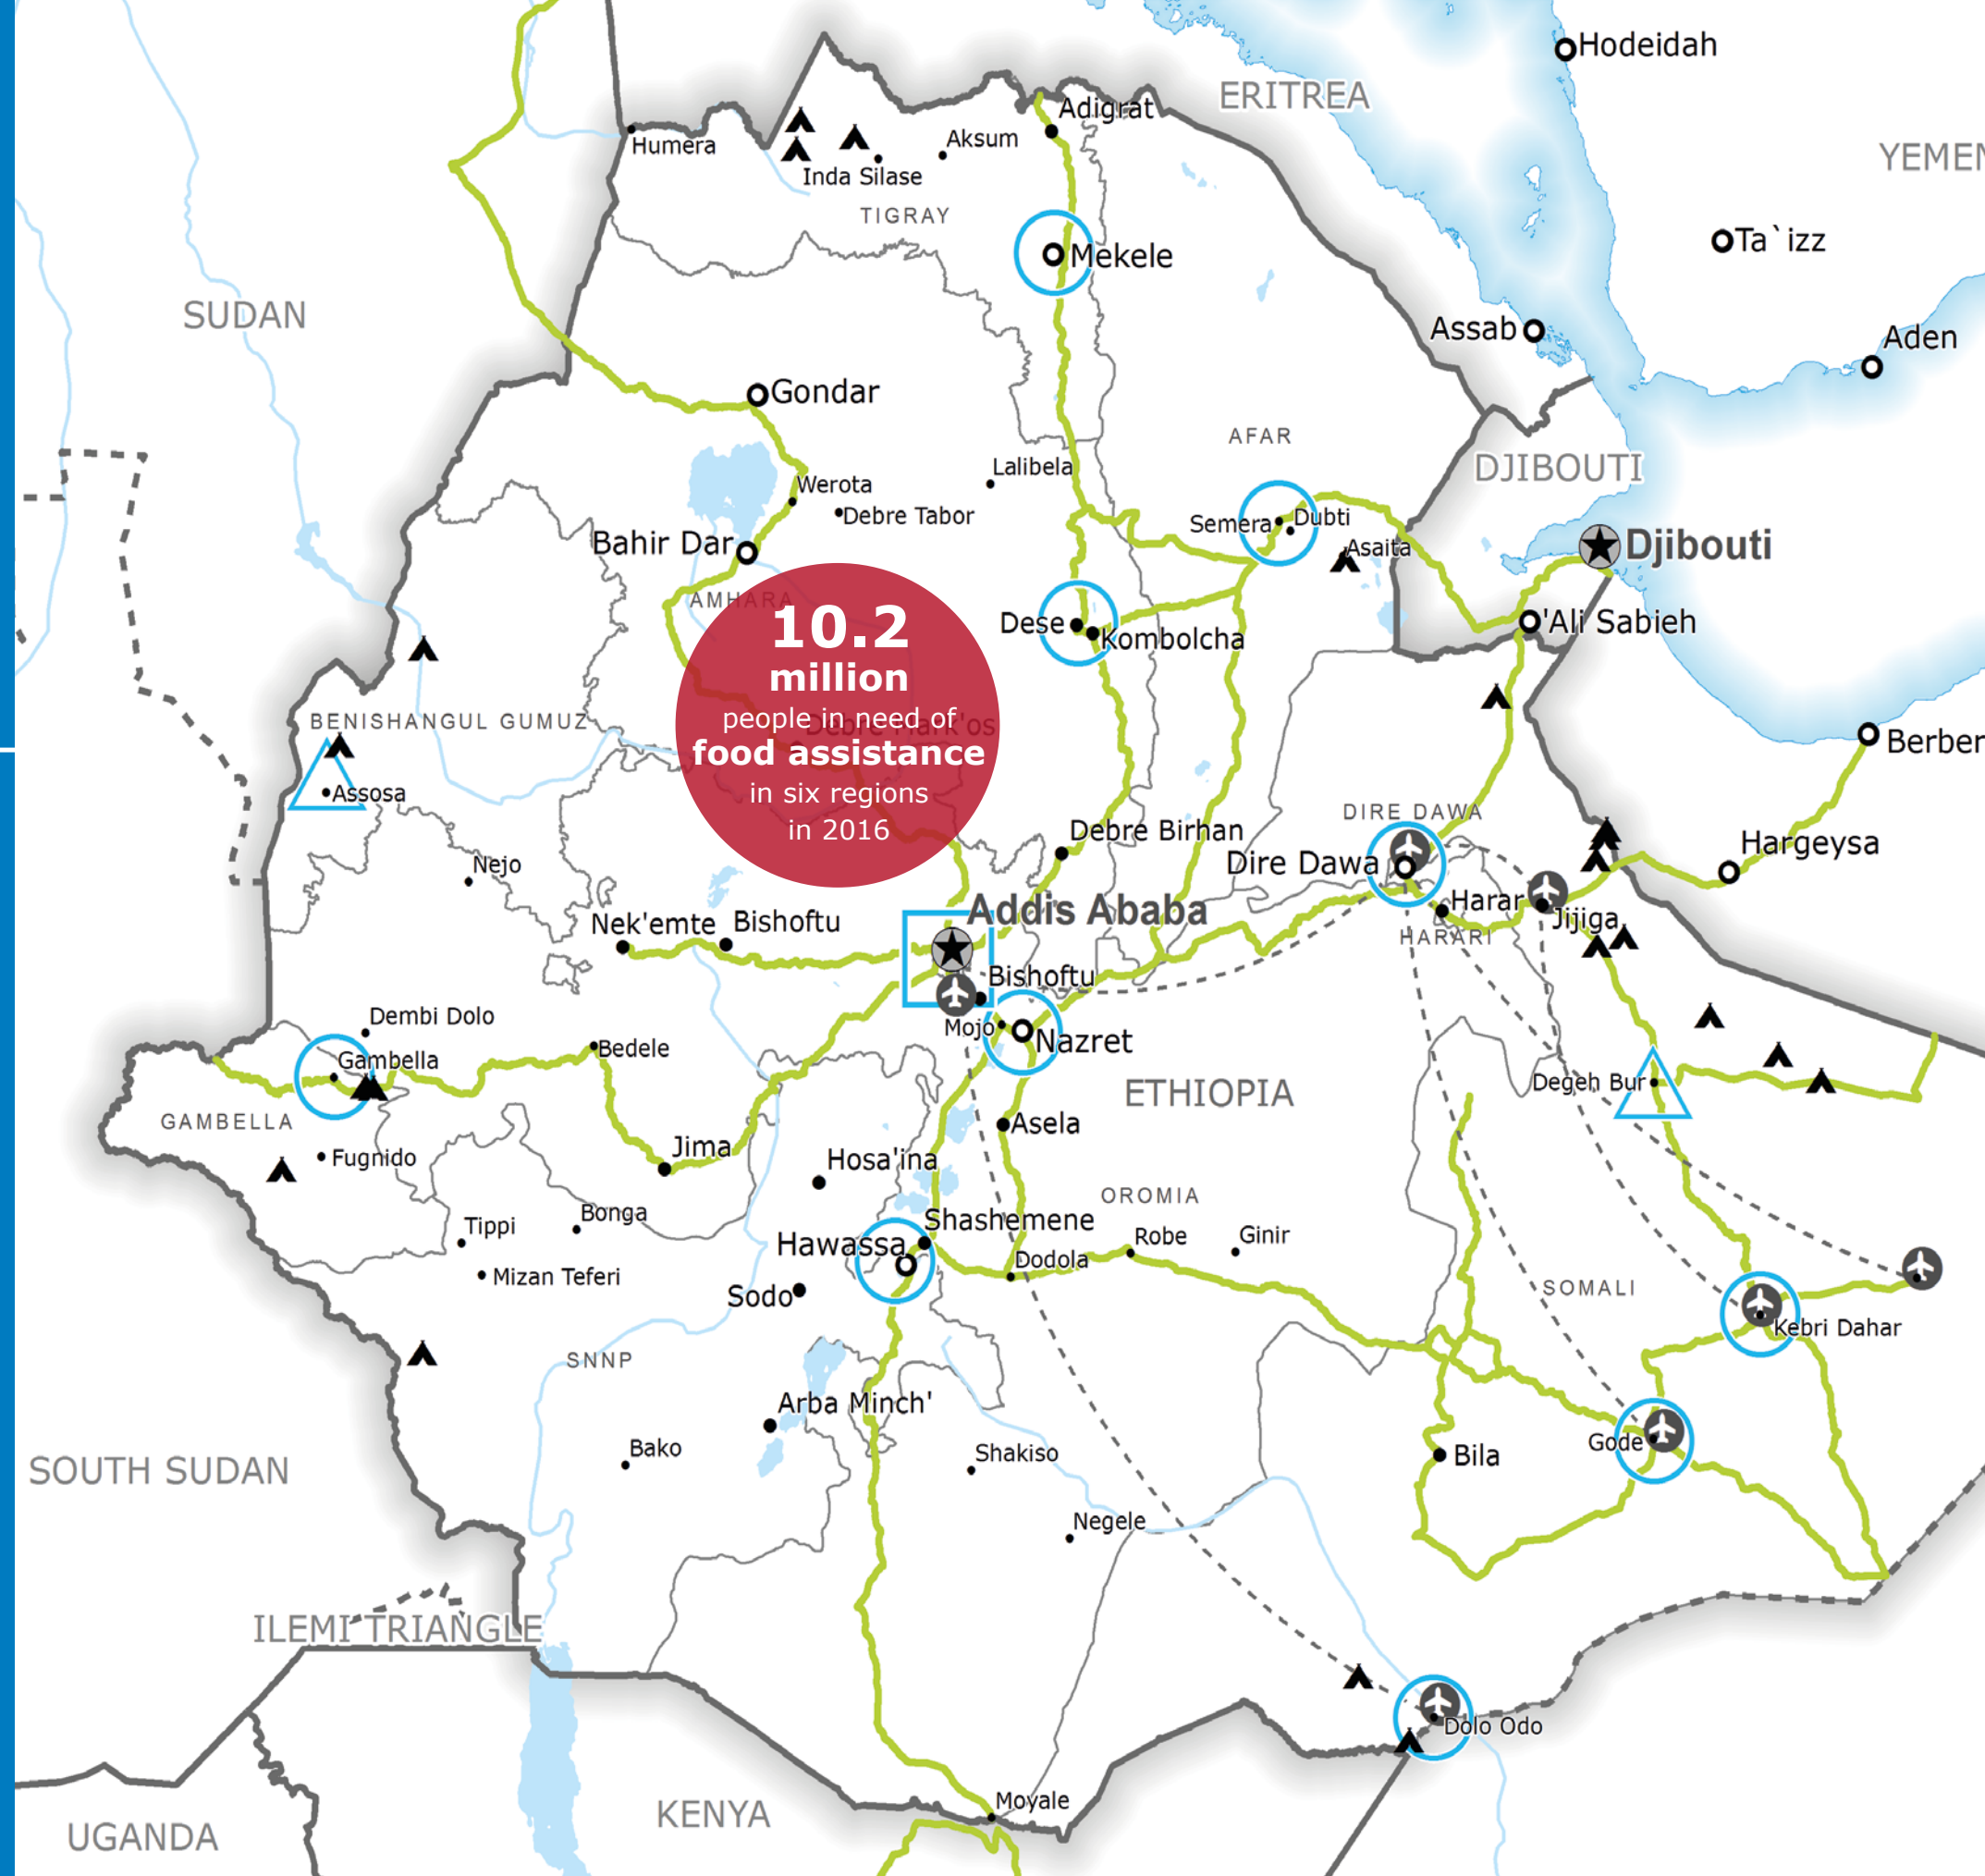 Hodeidah
ERITREA
Adigrat
Humera
Aksum
YEMEN
Inda Silase
TIGRAY
Ta`izz
Mekele
SUDAN
Assab
Aden
Gondar
AFAR
Lalibela
DJIBOUTI
Werota
Debre Tabor
Semera
Dubti
Bahir Dar
Asaita
Djibouti
AMHARA
10.2
million
people in need of
food assistance
in six regions
in 2016
Debre Mark'os
Dese
Kombolcha
'Ali Sabieh
BENISHANGUL GUMUZ
Berber
Assosa
DIRE DAWA
Debre Birhan
Hargeysa
Nejo
Dire Dawa
Harar
Addis Ababa
Jijiga
Nek'emte
Bishoftu
HARARI
Bishoftu
Dembi Dolo
Mojo
Nazret
Bedele
Gambella
Degeh Bur
ETHIOPIA
GAMBELLA
Asela
Jima
Fugnido
Hosa'ina
OROMIA
Bonga
Shashemene
Tippi
Robe
Ginir
Hawassa
Dodola
Mizan Teferi
SOMALI
Sodo
Kebri Dahar
SNNP
Arba Minch'
Gode
Bako
Shakiso
Bila
SOUTH SUDAN
Negele
ILEMI TRIANGLE
Dolo Odo
Moyale
KENYA
UGANDA